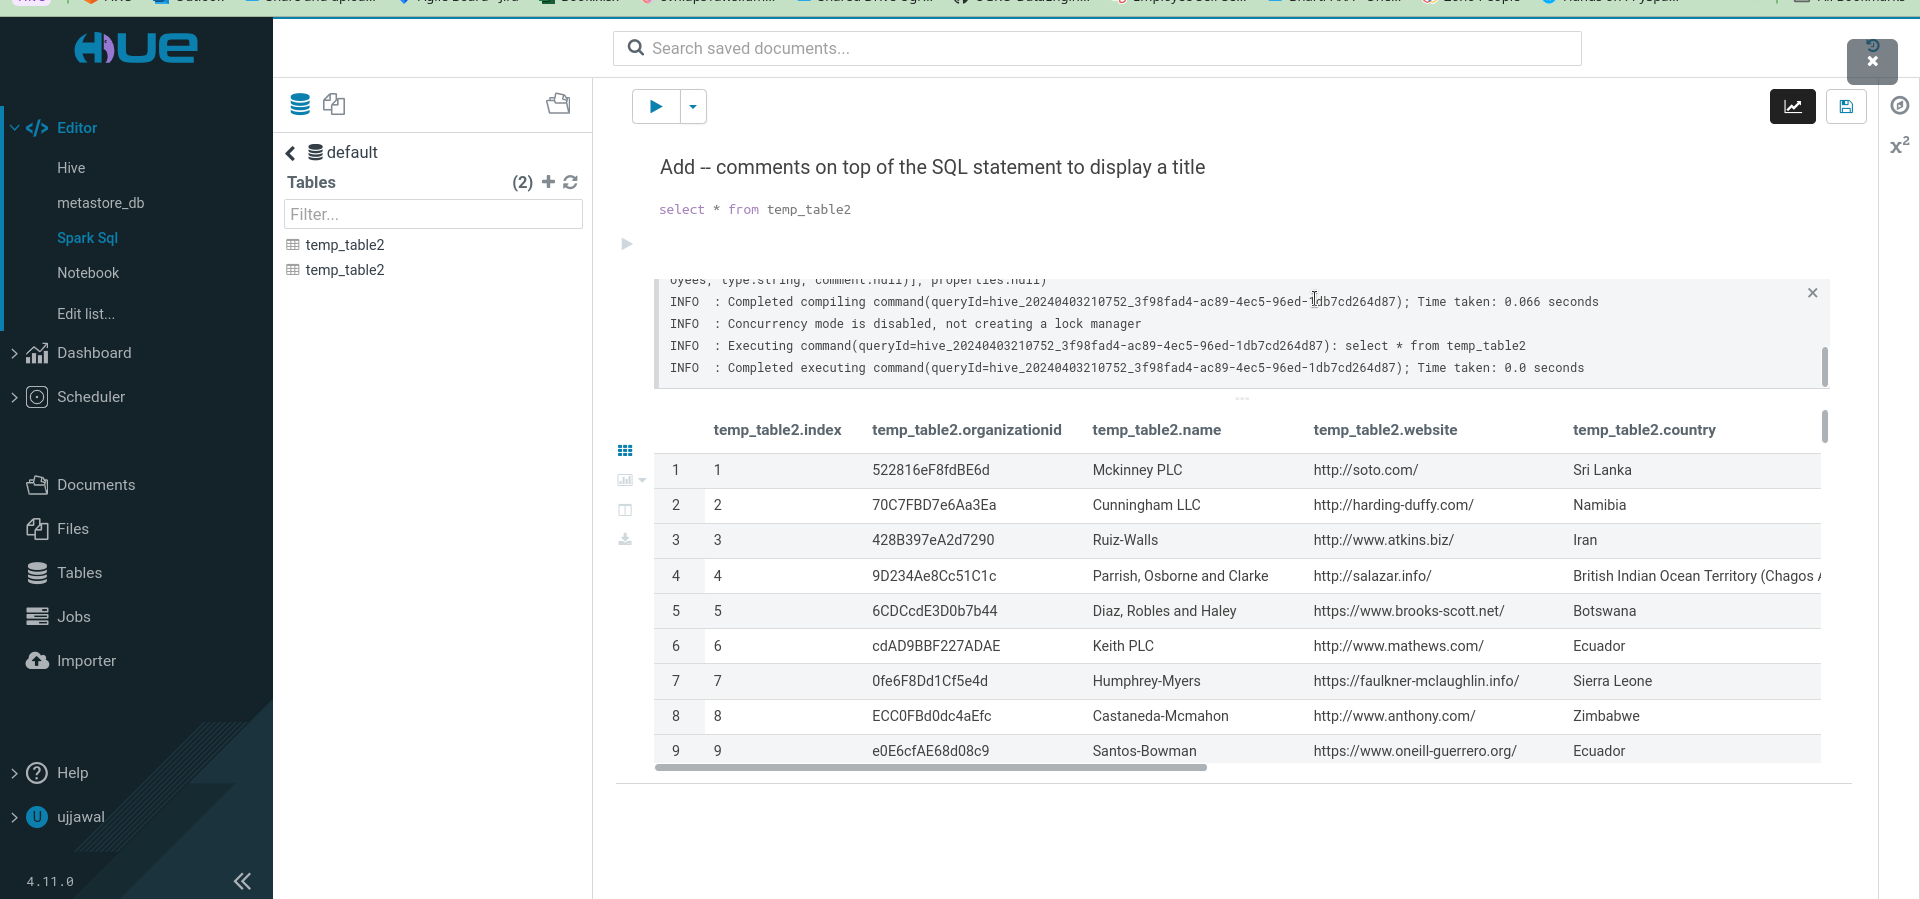 HUE
Search saved documents...
Editor
Hive
metastore_db
Spark Sql
Notebook
Edit list...
Dashboard
Scheduler
Documents
Files
Tables
Jobs
Importer
Help
U ujjawal
4.11.0
default
Tables (2)
Filter...
temp_table2
temp_table2
x²
Add -- comments on top of the SQL statement to display a title
select * from temp_table2
oyees, type:string, comment:null)], properties:null)
INFO : Completed compiling command(queryId=hive_20240403210752_3f98fad4-ac89-4ec5-96ed-1db7cd264d87); Time taken: 0.066 seconds
INFO : Concurrency mode is disabled, not creating a lock manager
INFO : Executing command(queryId=hive_20240403210752_3f98fad4-ac89-4ec5-96ed-1db7cd264d87): select * from temp_table2
INFO : Completed executing command(queryId=hive_20240403210752_3f98fad4-ac89-4ec5-96ed-1db7cd264d87); Time taken: 0.0 seconds
temp_table2.index temp_table2.organizationid temp_table2.name temp_table2.website temp_table2.country
1 1 522816eF8fdBE6d Mckinney PLC http://soto.com/ Sri Lanka
2 2 70C7FBD7e6Aa3Ea Cunningham LLC http://harding-duffy.com/ Namibia
3 3 428B397eA2d7290 Ruiz-Walls http://www.atkins.biz/ Iran
4 4 9D234Ae8Cc51C1c Parrish, Osborne and Clarke http://salazar.info/ British Indian Ocean Territory (Chagos
5 5 6CDCcdE3D0b7b44 Diaz, Robles and Haley https://www.brooks-scott.net/ Botswana
6 6 cdAD9BBF227ADAE Keith PLC http://www.mathews.com/ Ecuador
7 7 0fe6F8Dd1Cf5e4d Humphrey-Myers https://faulkner-mclaughlin.info/ Sierra Leone
8 8 ECC0FBd0dc4aEfc Castaneda-Mcmahon http://www.anthony.com/ Zimbabwe
9 9 e0E6cfAE68d08c9 Santos-Bowman https://www.oneill-guerrero.org/ Ecuador